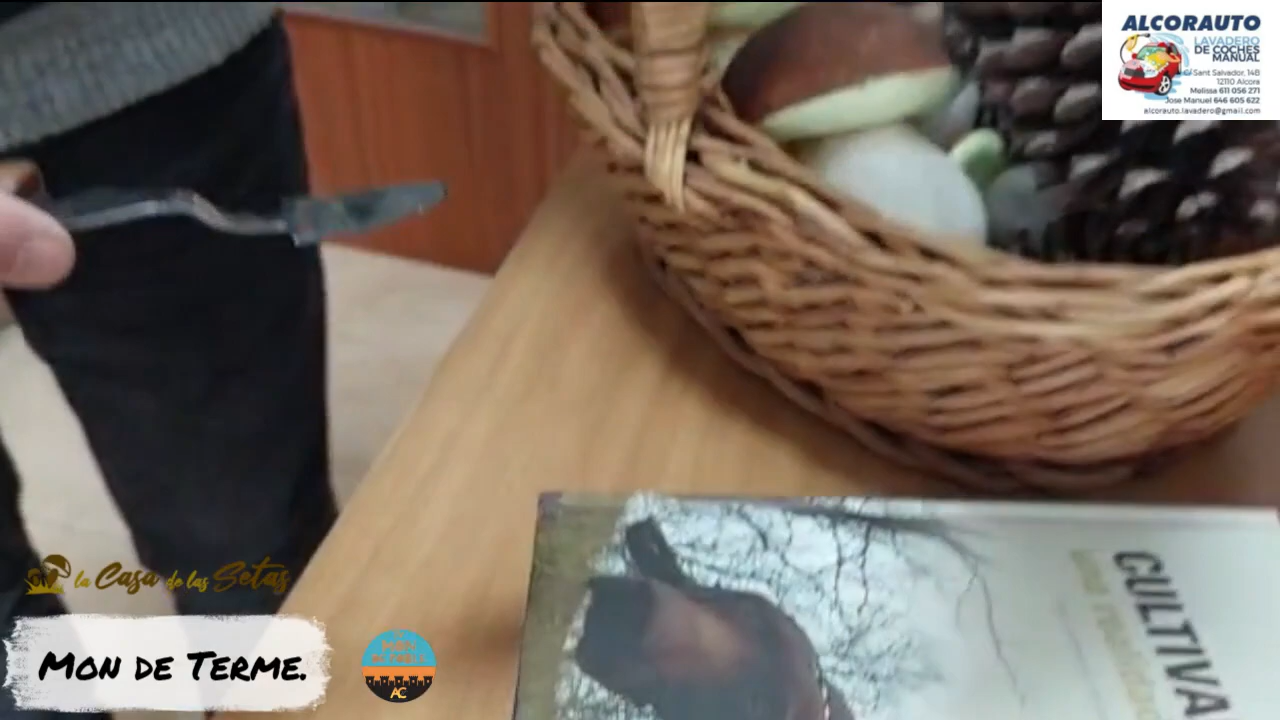 ALCORAUTO
LAVADERO
DE COCHES
MANUAL
C/ Sant Salvador, 14B
12110 Alcora
Melissa 611 056 271
Jose Manuel 646 605 622
alcorauto.lavadero@gmail.com
CULTIVA
la Casa de las Setas
Mon de Terme.
AC